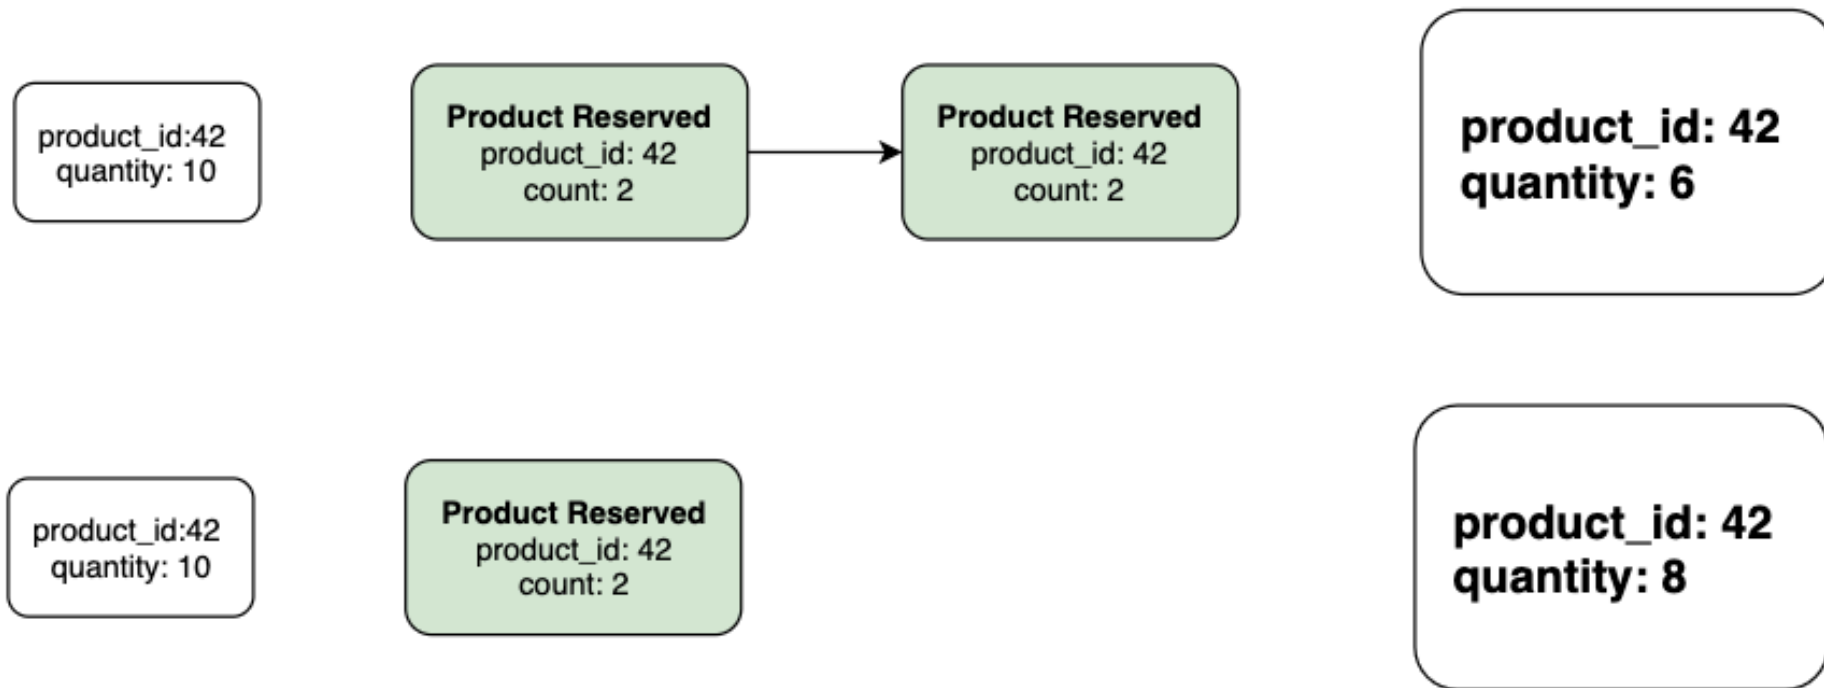 product_id:42
quantity: 10
Product Reserved
product_id: 42
count: 2
Product Reserved
product_id: 42
count: 2
product_id: 42
quantity: 6
product_id:42
quantity: 10
Product Reserved
product_id: 42
count: 2
product_id: 42
quantity: 8